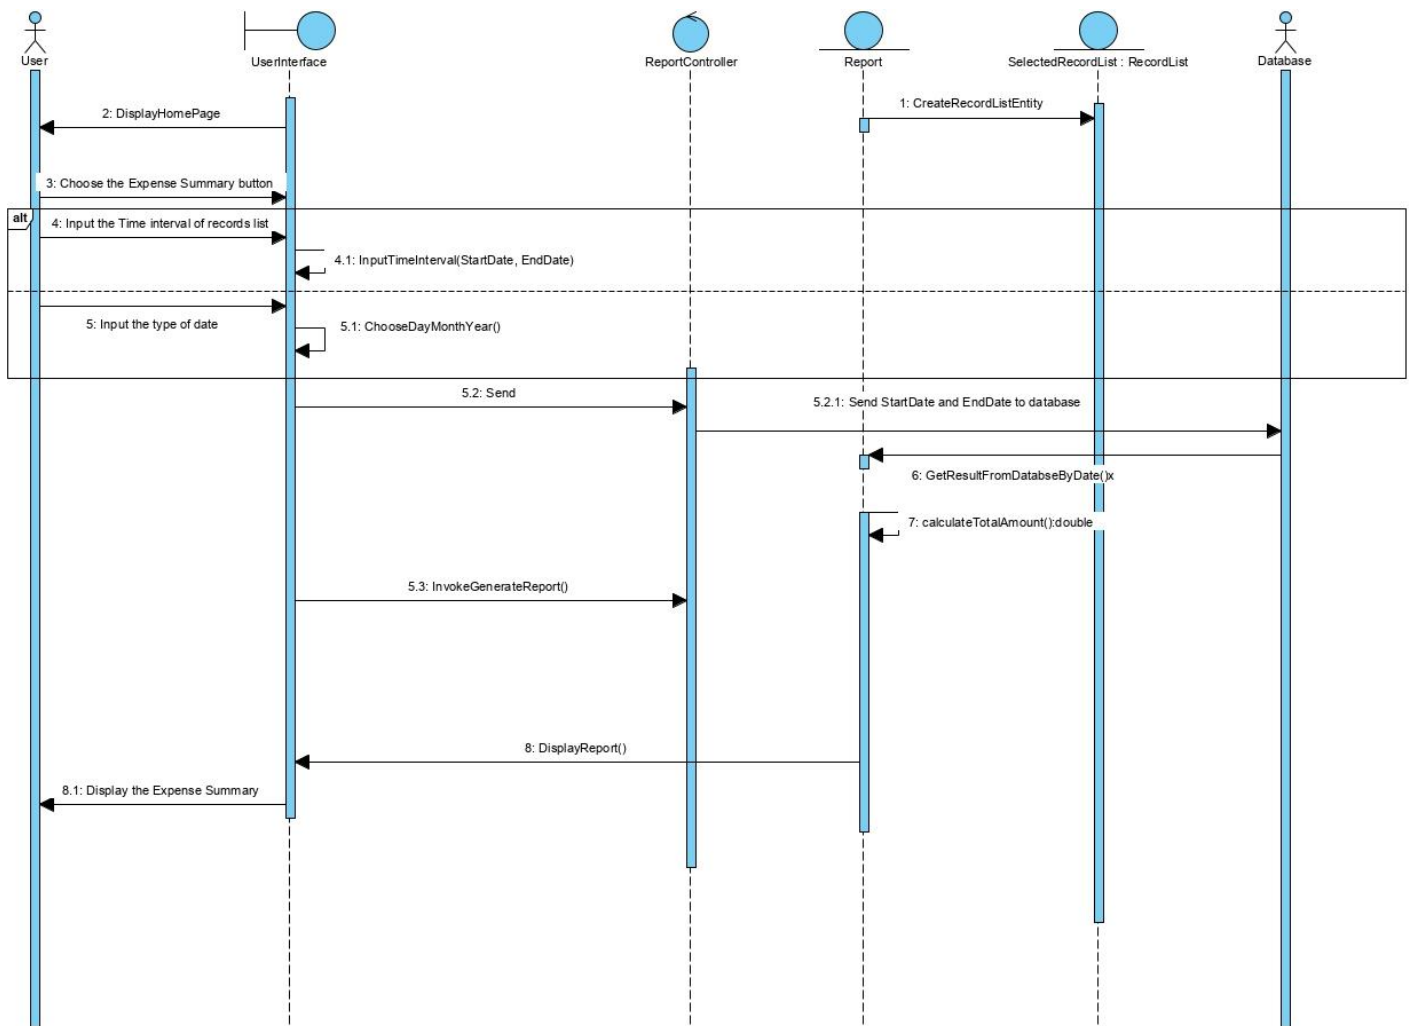 User
UserInterface
ReportController
Report
SelectedRecordList : RecordList
Database
1: CreateRecordListEntity
2: DisplayHomePage
3: Choose the Expense Summary button
alt
4: Input the Time interval of records list
4.1: InputTimeInterval(StartDate, EndDate)
5: Input the type of date
5.1: ChooseDayMonthYear()
5.2: Send
5.2.1: Send StartDate and EndDate to database
6: GetResultFromDatabseByDate()x
7: calculateTotalAmount():double
5.3: InvokeGenerateReport()
8: DisplayReport()
8.1: Display the Expense Summary